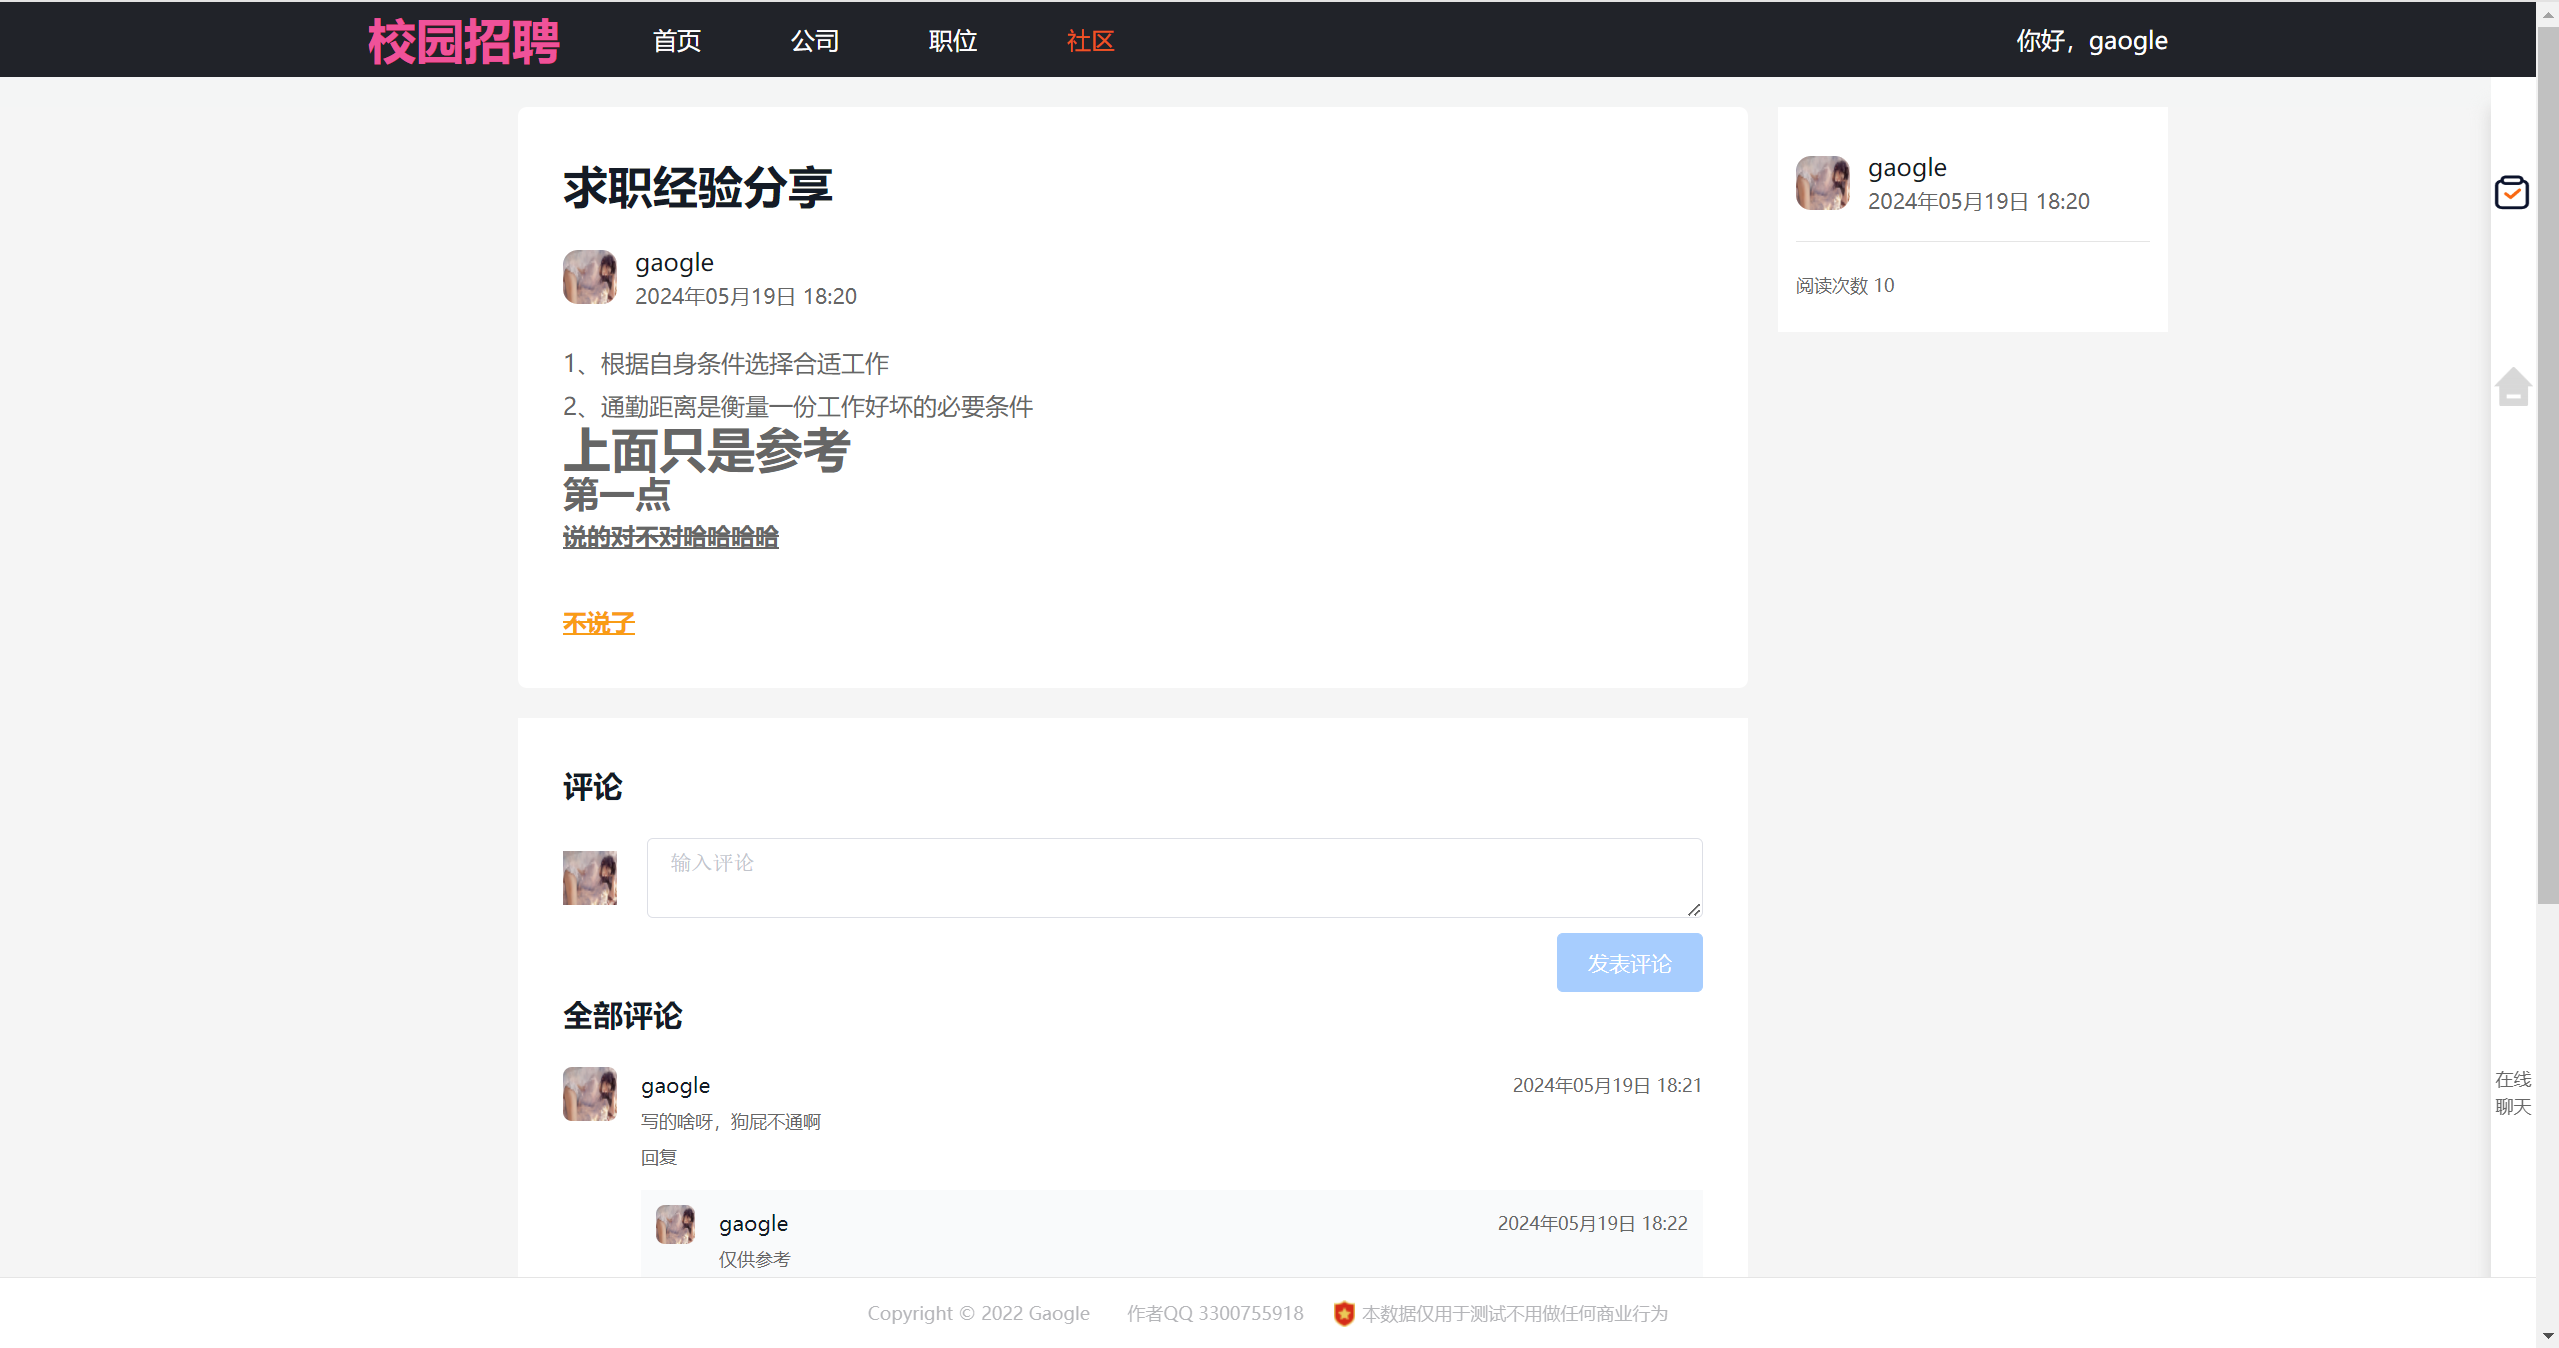 校园招聘 首页 公司 职位 社区 你好，gaogle
求职经验分享
gaogle
2024年05月19日 18:20
1、根据自身条件选择合适工作
2、通勤距离是衡量一份工作好坏的必要条件
上面只是参考
第一点
说的对不对哈哈哈哈
不说了
gaogle
2024年05月19日 18:20
阅读次数 10
评论
输入评论
发表评论
全部评论
gaogle 2024年05月19日 18:21
写的啥呀，狗屁不通啊
回复
gaogle 2024年05月19日 18:22
仅供参考
在线
聊天
Copyright © 2022 Gaogle 作者QQ 3300755918 本数据仅用于测试不用做任何商业行为